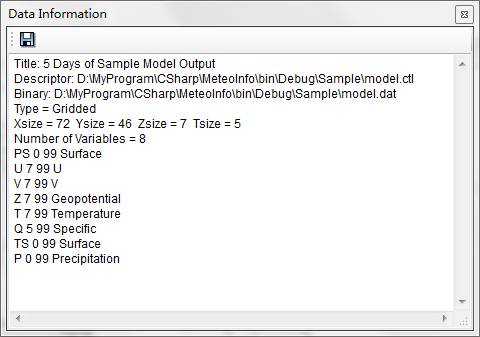 Data Information
Title: 5 Days of Sample Model Output
Descriptor: D:\MyProgram\CSharp\MeteoInfo\bin\Debug\Sample\model.ctl
Binary: D:\MyProgram\CSharp\MeteoInfo\bin\Debug\Sample\model.dat
Type = Gridded
Xsize = 72  Ysize = 46  Zsize = 7  Tsize = 5
Number of Variables = 8
PS 0 99 Surface
U 7 99 U
V 7 99 V
Z 7 99 Geopotential
T 7 99 Temperature
Q 5 99 Specific
TS 0 99 Surface
P 0 99 Precipitation